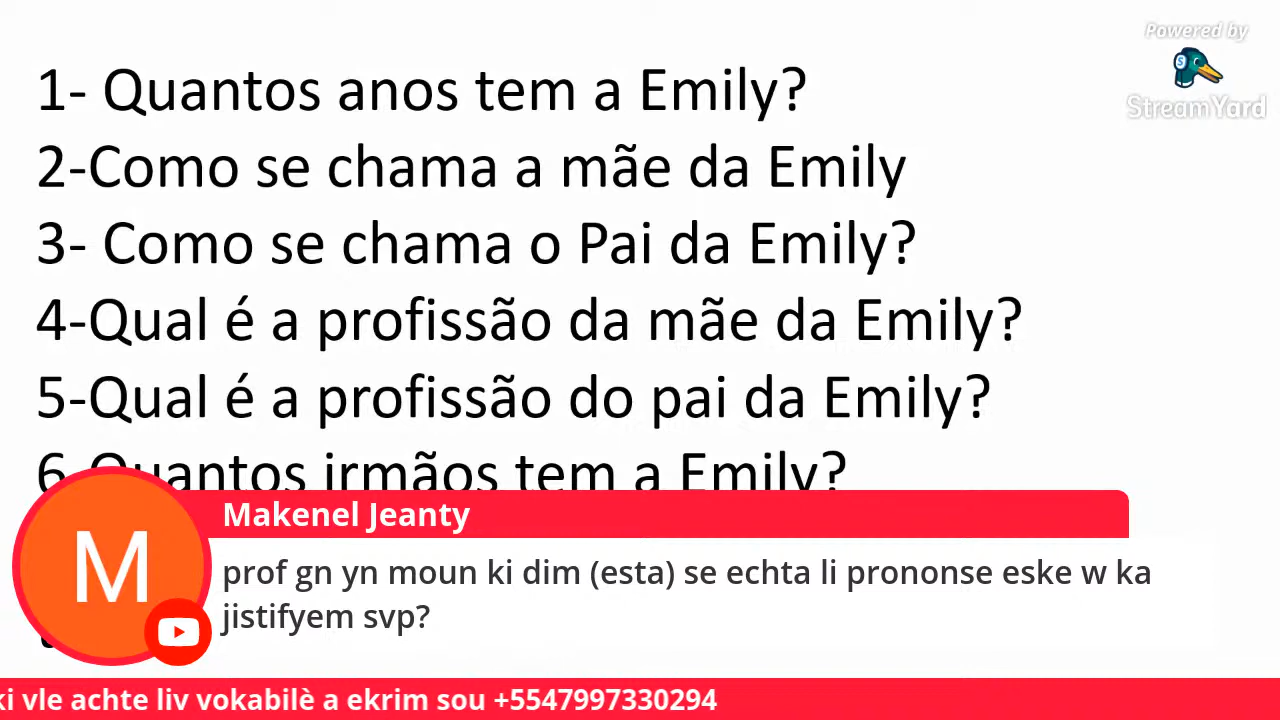 Powered by
StreamYard
1- Quantos anos tem a Emily?
2-Como se chama a mãe da Emily
3- Como se chama o Pai da Emily?
4-Qual é a profissão da mãe da Emily?
5-Qual é a profissão do pai da Emily?
6-Quantos irmãos tem a Emily?
M
Makenel Jeanty
prof gn yn moun ki dim (esta) se echta li prononse eske w ka
jistifyem svp?
ki vle achte liv vokabilè a ekrim sou +5547997330294